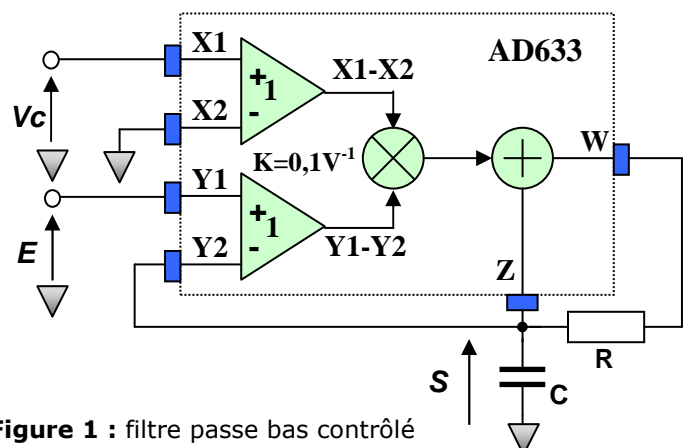 X1
X1-X2
AD633
+
1
-
Vc
X2
W
K=0,1V⁻¹
Y1
+
1
-
E
Y2
Y1-Y2
Z
R
S
C
igure 1 : filtre passe bas contrôlé